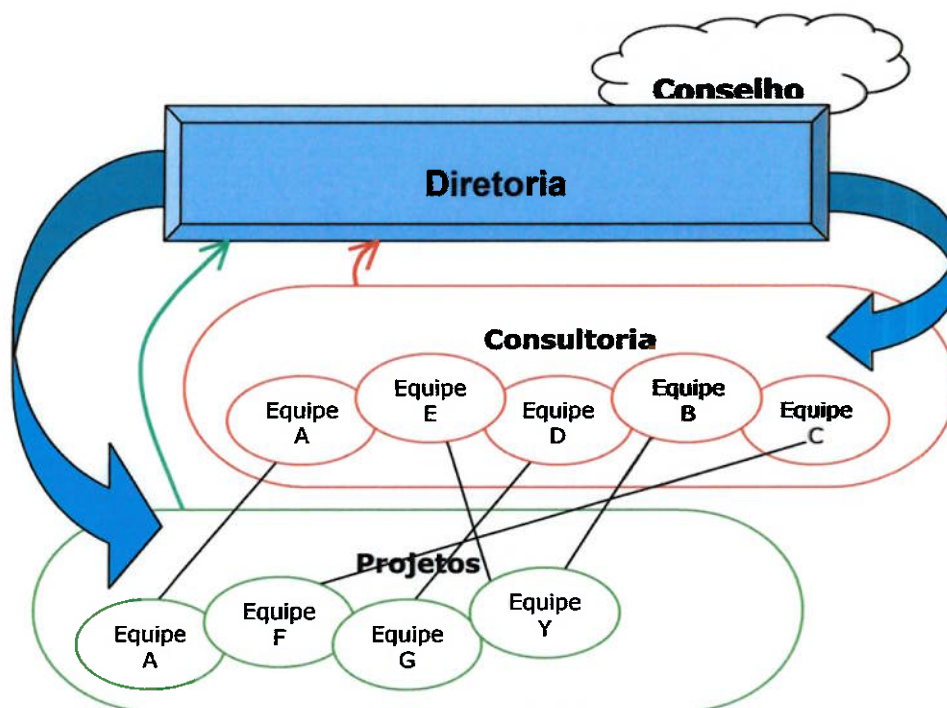 Conselho
Diretoria
Consultoria
Equipe
A
Equipe
E
Equipe
D
Equipe
B
Equipe
C
Projetos
Equipe
A
Equipe
F
Equipe
G
Equipe
Y